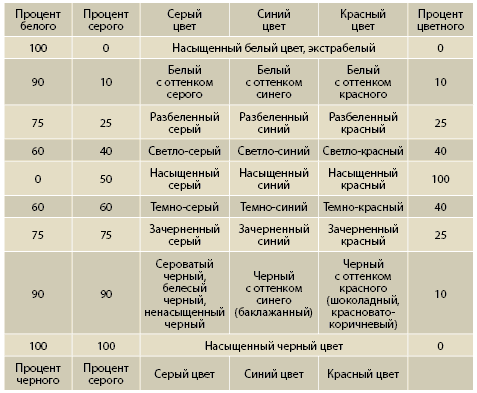 Процент белого | Процент серого | Серый цвет | Синий цвет | Красный цвет | Процент цветного
100 | 0 | Насыщенный белый цвет, экстрабелый | 0
90 | 10 | Белый с оттенком серого | Белый с оттенком синего | Белый с оттенком красного | 10
75 | 25 | Разбеленный серый | Разбеленный синий | Разбеленный красный | 25
60 | 40 | Светло-серый | Светло-синий | Светло-красный | 40
0 | 50 | Насыщенный серый | Насыщенный синий | Насыщенный красный | 100
60 | 60 | Темно-серый | Темно-синий | Темно-красный | 40
75 | 75 | Зачерненный серый | Зачерненный синий | Зачерненный красный | 25
90 | 90 | Сероватый черный, белесый черный, ненасыщенный черный | Черный с оттенком синего (баклажанный) | Черный с оттенком красного (шоколадный, красновато-коричневый) | 10
100 | 100 | Насыщенный черный цвет | 0
Процент черного | Процент серого | Серый цвет | Синий цвет | Красный цвет